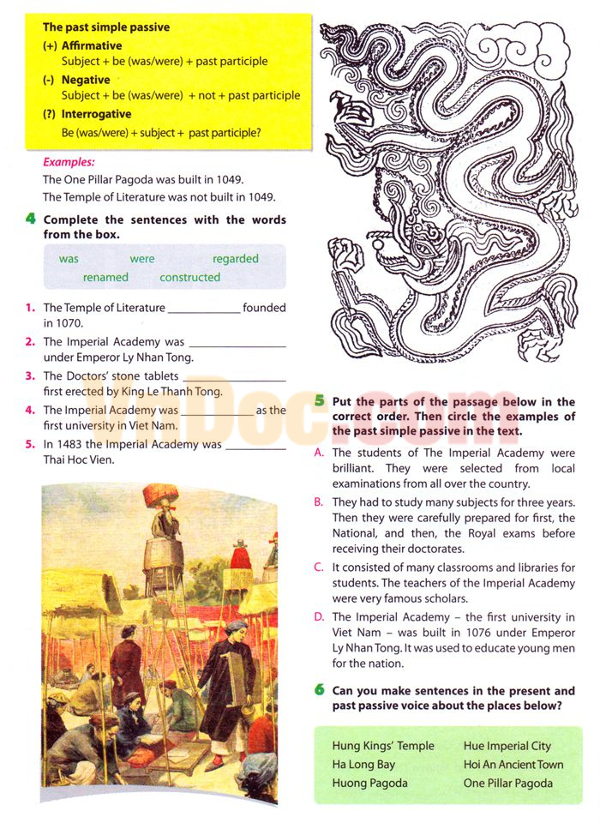 The past simple passive
(+) Affirmative
Subject + be (was/were) + past participle
(-) Negative
Subject + be (was/were) + not + past participle
(?) Interrogative
Be (was/were) + subject + past participle?
Examples:
The One Pillar Pagoda was built in 1049.
The Temple of Literature was not built in 1049.
4 Complete the sentences with the words
from the box.
was were regarded
renamed constructed
1. The Temple of Literature ____________ founded
in 1070.
2. The Imperial Academy was ________________
under Emperor Ly Nhan Tong.
3. The Doctors' stone tablets _________________
first erected by King Le Thanh Tong.
4. The Imperial Academy was ____________ as the
first university in Viet Nam.
5. In 1483 the Imperial Academy was __________
Thai Hoc Vien.
5 Put the parts of the passage below in the
correct order. Then circle the examples of
the past simple passive in the text.
A. The students of The Imperial Academy were
brilliant. They were selected from local
examinations from all over the country.
B. They had to study many subjects for three years.
Then they were carefully prepared for first, the
National, and then, the Royal exams before
receiving their doctorates.
C. It consisted of many classrooms and libraries for
students. The teachers of the Imperial Academy
were very famous scholars.
D. The Imperial Academy – the first university in
Viet Nam – was built in 1076 under Emperor
Ly Nhan Tong. It was used to educate young men
for the nation.
6 Can you make sentences in the present and
past passive voice about the places below?
Hung Kings' Temple Hue Imperial City
Ha Long Bay Hoi An Ancient Town
Huong Pagoda One Pillar Pagoda